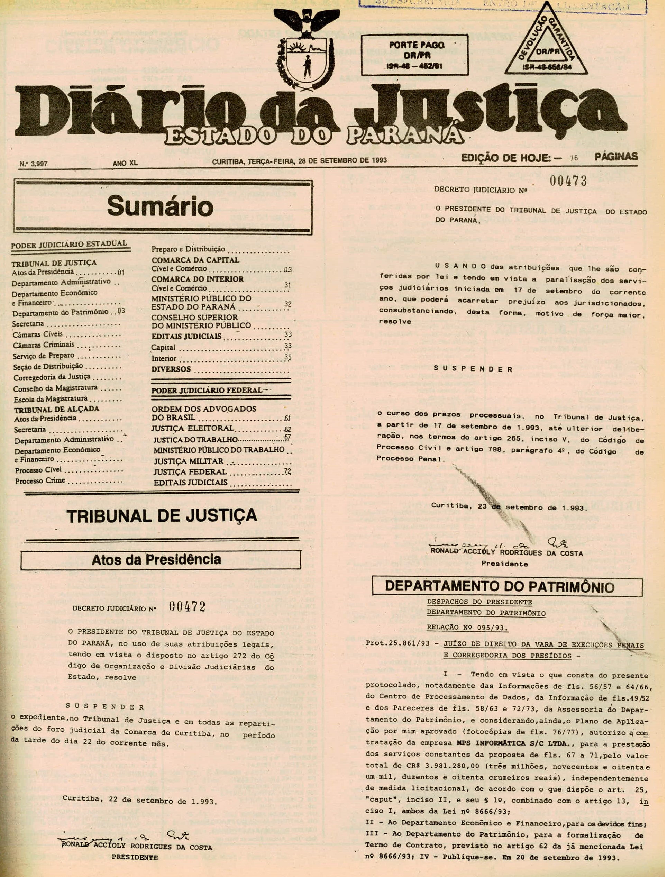 PORTE PAGO
DR/PR
ISR-48 — 452/81
DEVOLUÇÃO
GARANTIDA
DR/PR
ISR-48-558/84
Diário da Justiça
ESTADO DO PARANÁ
N.º 3.997 ANO XL CURITIBA, TERÇA-FEIRA, 28 DE SETEMBRO DE 1993 EDIÇÃO DE HOJE: — 76 PÁGINAS
Sumário
PODER JUDICIÁRIO ESTADUAL
TRIBUNAL DE JUSTIÇA
Atos da Presidência .......... 01
Departamento Administrativo ..
Departamento Econômico
e Financeiro ...............
Departamento do Patrimônio .. 03
Secretaria ...............
Câmaras Cíveis ...............
Câmaras Criminais ...............
Serviço de Preparo ...............
Seção de Distribuição ...............
Corregedoria da Justiça ...............
Conselho da Magistratura ......
Escola da Magistratura ........
TRIBUNAL DE ALÇADA
Atos da Presidência ............
Secretaria ...............
Departamento Administrativo ..
Departamento Econômico
e Financeiro ...............
Processo Cível ...............
Processo Crime ...............
Preparo e Distribuição ...............
COMARCA DA CAPITAL
Cível e Comércio ............... 03
COMARCA DO INTERIOR
Cível e Comércio ............... 31
MINISTÉRIO PÚBLICO DO
ESTADO DO PARANÁ ............ 32
CONSELHO SUPERIOR
DO MINISTÉRIO PÚBLICO ........
EDITAIS JUDICIAIS ............ 33
Capital ............... 33
Interior ............... 35
DIVERSOS ...............
PODER JUDICIÁRIO FEDERAL
ORDEM DOS ADVOGADOS
DO BRASIL ............... 61
JUSTIÇA ELEITORAL ............ 62
JUSTIÇA DO TRABALHO ............ 67
MINISTÉRIO PÚBLICO DO TRABALHO ...
JUSTIÇA MILITAR ...............
JUSTIÇA FEDERAL ............... 72
EDITAIS JUDICIAIS ...............
TRIBUNAL DE JUSTIÇA
Atos da Presidência
DECRETO JUDICIÁRIO Nº 00472
O PRESIDENTE DO TRIBUNAL DE JUSTIÇA DO ESTADO
DO PARANÁ, no uso de suas atribuições legais,
tendo em vista o disposto no artigo 272 do Có
digo de Organização e Divisão Judiciárias do
Estado, resolve
S U S P E N D E R
o expediente,no Tribunal de Justiça e em todas as reparti-
ções do foro judicial da Comarca de Curitiba, no período
da tarde do dia 22 do corrente mês.
Curitiba, 22 de setembro de 1.993.
RONALD ACCIOLY RODRIGUES DA COSTA
PRESIDENTE
DECRETO JUDICIÁRIO Nº 00473
O PRESIDENTE DO TRIBUNAL DE JUSTIÇA DO ESTADO
DO PARANÁ,
U S A N D O das atribuições que lhe são con-
feridas por lei e tendo em vista a paralisação dos servi-
ços judiciários iniciada em 17 de setembro do corrente
ano, que poderá acarretar prejuízo aos jurisdicionados,
consubstanciando, desta forma, motivo de força maior,
resolve
S U S P E N D E R
o curso dos prazos processuais, no Tribunal de Justiça,
a partir de 17 de setembro de 1.993, até ulterior delibe-
ração, nos termos do artigo 265, inciso V, do Código de
Processo Civil e artigo 798, parágrafo 4º, do Código de
Processo Penal.
Curitiba, 23 de setembro de 1.993.
RONALD ACCIOLY RODRIGUES DA COSTA
Presidente
DEPARTAMENTO DO PATRIMÔNIO
DESPACHOS DO PRESIDENTE
DEPARTAMENTO DO PATRIMÔNIO
RELAÇÃO Nº 095/93.
Prot.25.861/93 - JUÍZO DE DIREITO DA VARA DE EXECUÇÕES PENAIS
E CORREGEDORIA DOS PRESÍDIOS -
I - Tendo em vista o que consta do presente
protocolado, notadamente das Informações de fls. 56/57 e 64/66,
do Centro de Processamento de Dados, da Informação de fls.49/52
e dos Pareceres de fls. 58/63 e 72/73, da Assessoria do Depar-
tamento do Patrimônio, e considerando,ainda,o Plano de Aplica-
ção por mim aprovado (fotocópias de fls. 76/77), autorizo a con
tratação da empresa MPS INFORMÁTICA S/C LTDA., para a prestação
dos serviços constantes da proposta de fls. 67 a 71,pelo valor
total de CR$ 3.981.280,00 (três milhões, novecentos e oitenta e
um mil, duzentos e oitenta cruzeiros reais), independentemente
de medida licitacional, de acordo com o que dispõe o art. 25,
"caput", inciso II, e seu § 1º, combinado com o artigo 13, in
ciso I, ambos da Lei nº 8666/93;
II - Ao Departamento Econômico e Financeiro,para os devidos fins;
III - Ao Departamento do Patrimônio, para a formalização de
Termo de Contrato, previsto no artigo 62 da já mencionada Lei
nº 8666/93; IV - Publique-se. Em 20 de setembro de 1993.